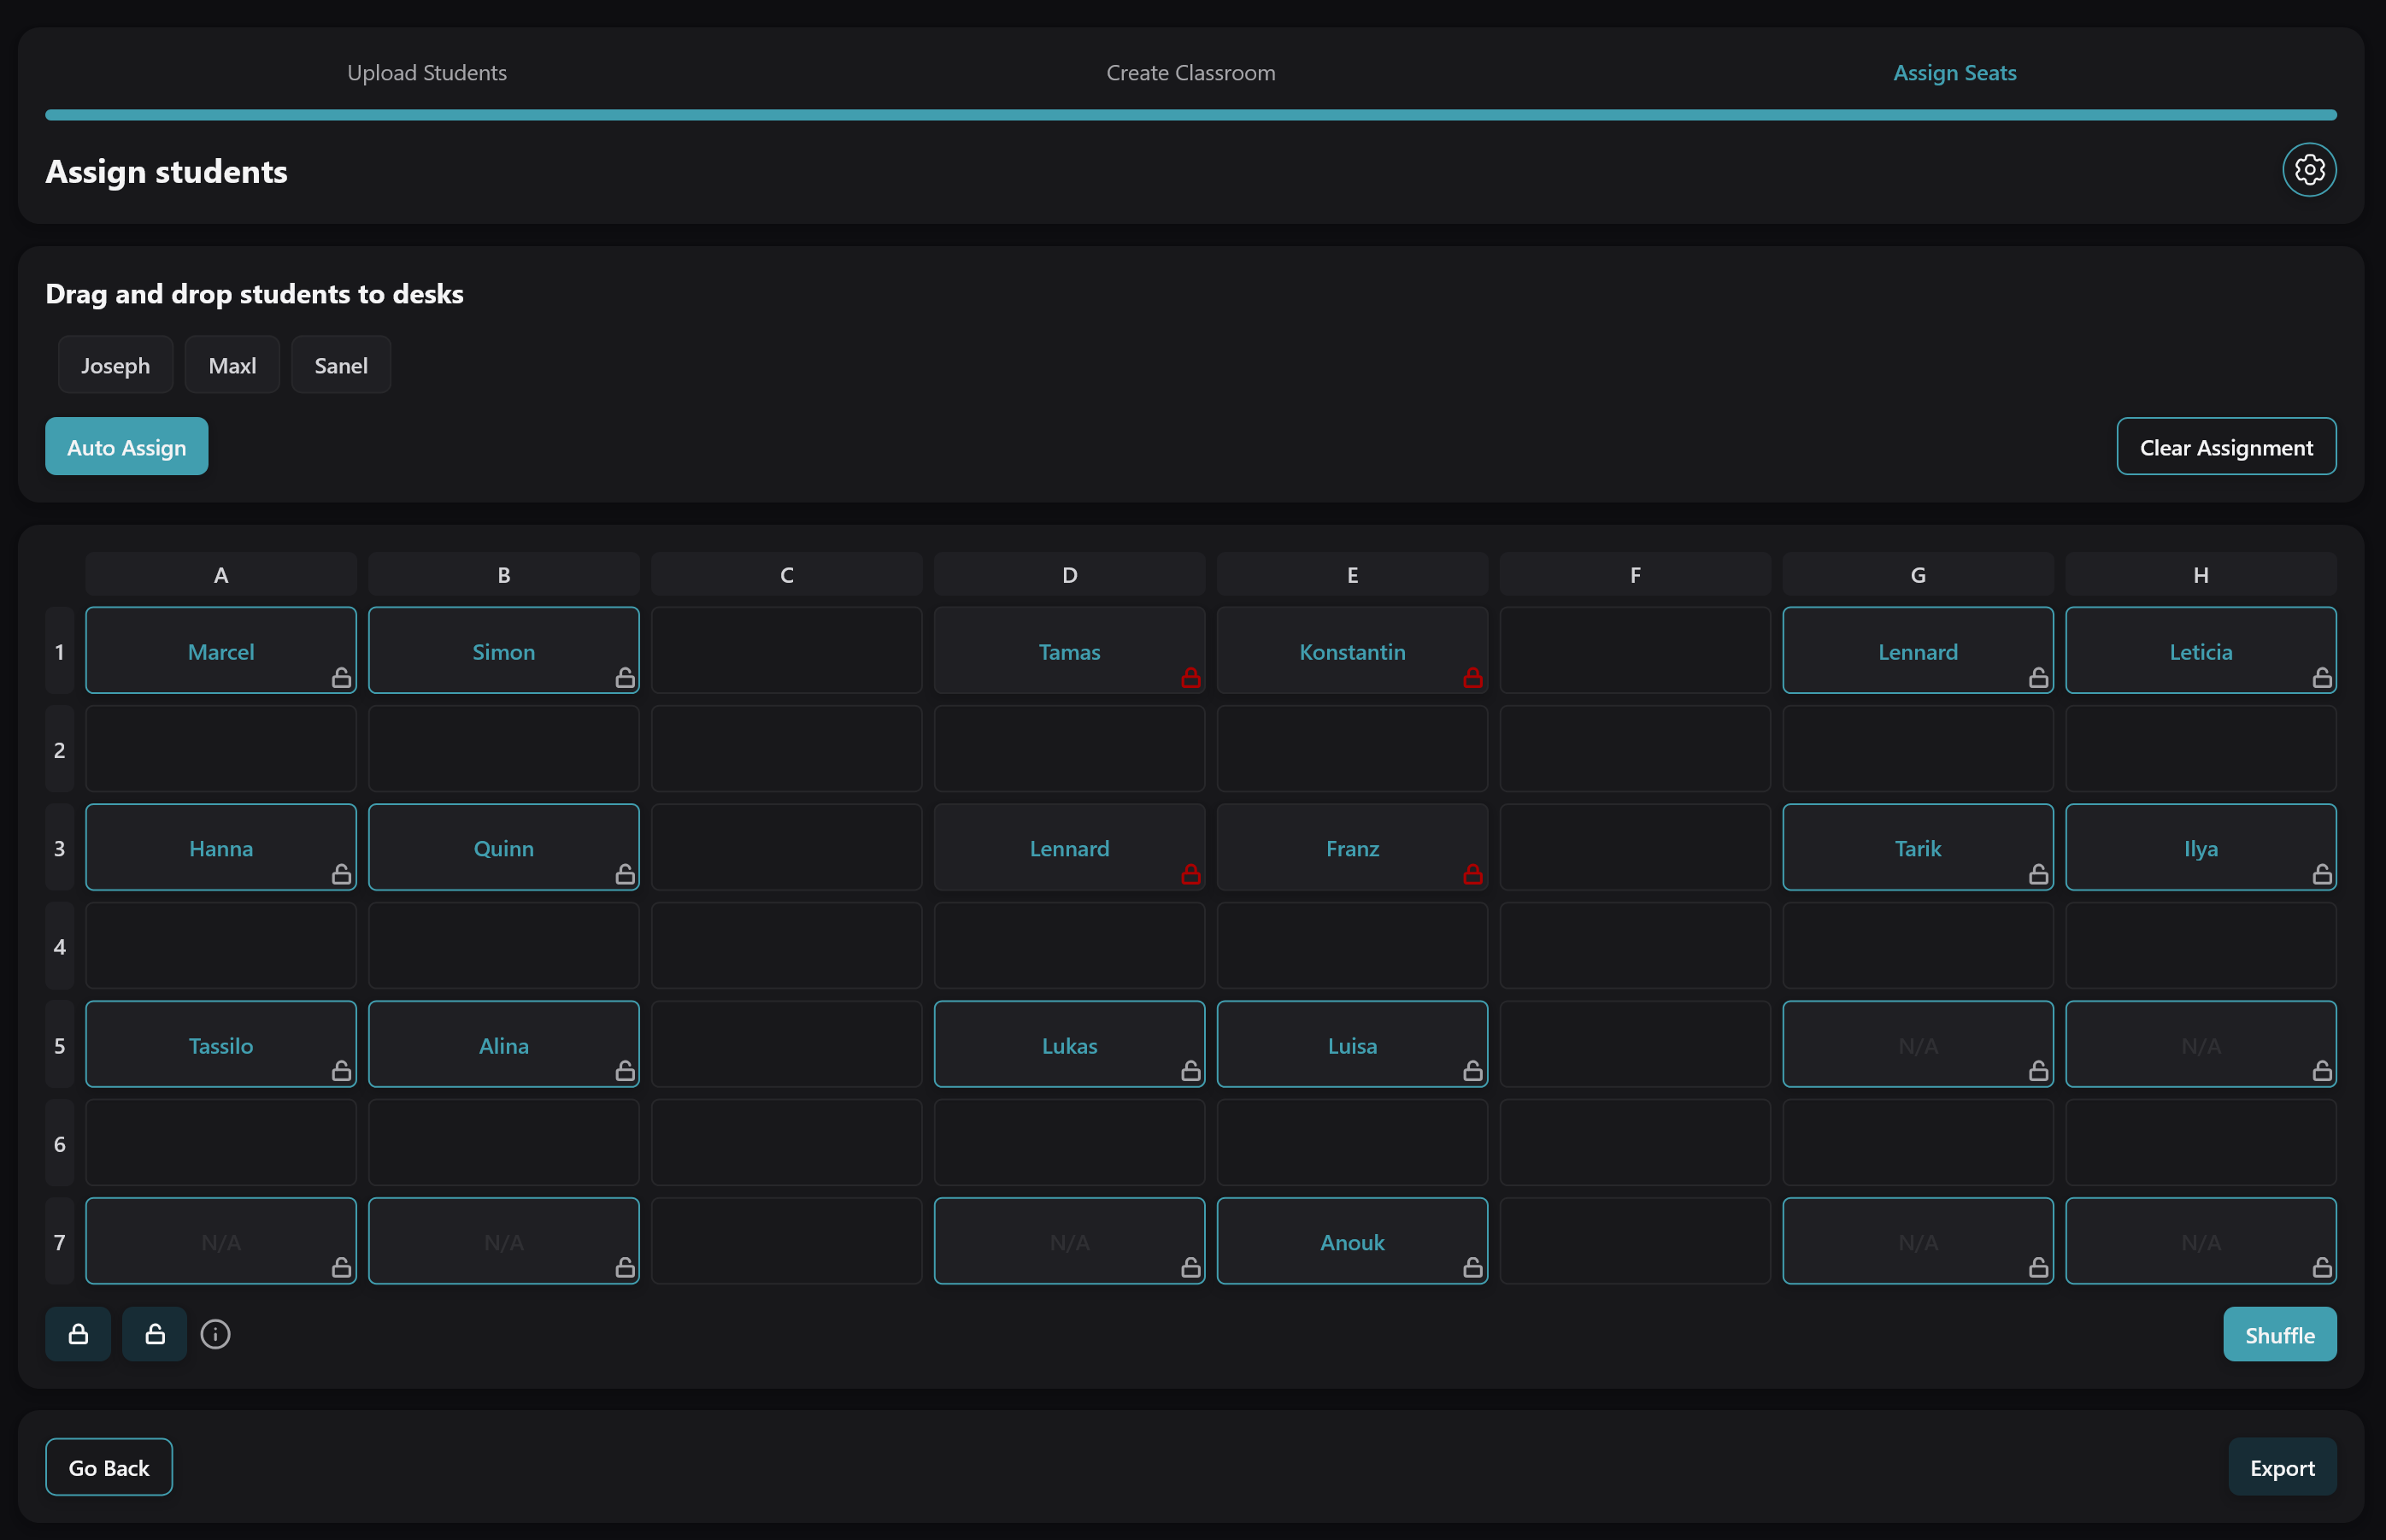 Upload Students
Create Classroom
Assign Seats
Assign students
Drag and drop students to desks
Joseph Maxl Sanel
Auto Assign
Clear Assignment
A B C D E F G H
1 Marcel Simon Tamas Konstantin Lennard Leticia
2
3 Hanna Quinn Lennard Franz Tarik Ilya
4
5 Tassilo Alina Lukas Luisa N/A N/A
6
7 N/A N/A N/A Anouk N/A N/A
Shuffle
Go Back
Export